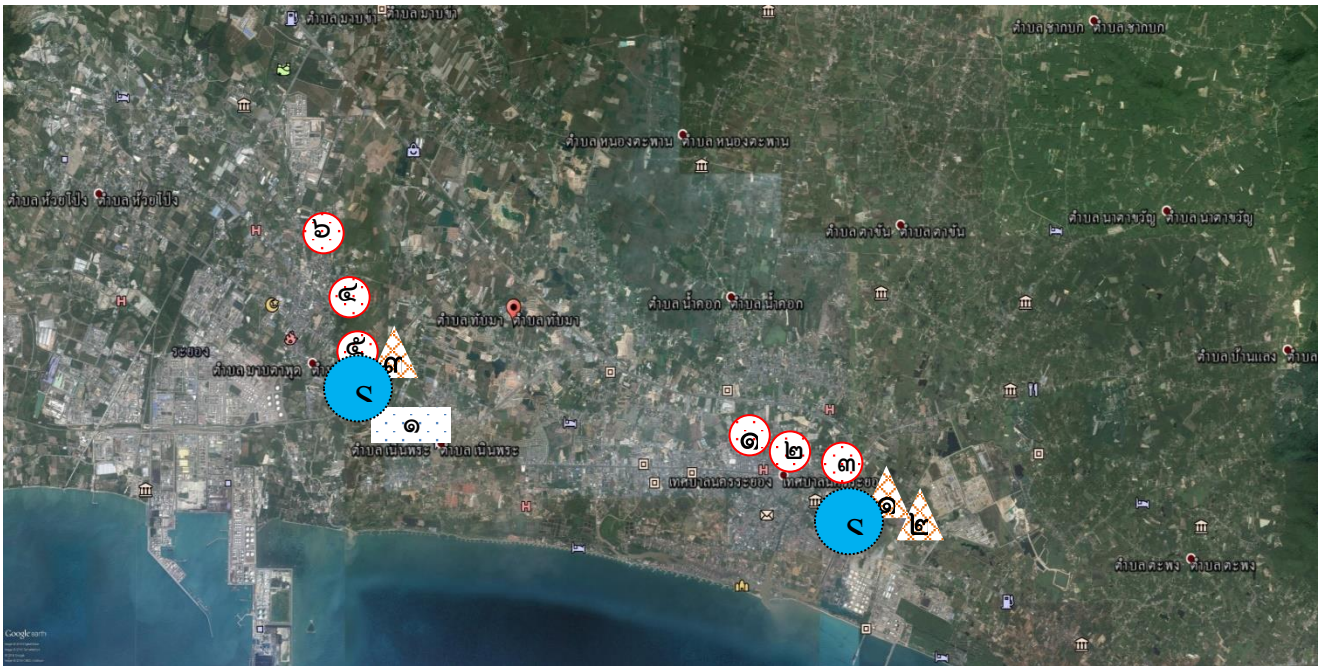 ตำบล มาบข่า ตำบล มาบข่า
ตำบล ชากบก ตำบล ชากบก
ตำบล หนองตะพาน ตำบล หนองตะพาน
ตำบล ห้วยโป่ง ตำบล ห้วยโป่ง
ตำบล นาตาขวัญ ตำบล นาตาขวัญ
ตำบล ตาขัน ตำบล ตาขัน
H
๖
๔
H
ตำบล น้ำคอก ตำบล น้ำคอก
ตำบล ทับมา ตำบล ทับมา
ระยอง
๕
๓
ตำบล บ้านแลง ตำบล
ตำบล มาบตาพุด
H
๑
ตำบล เนินพระ ตำบล เนินพระ
๑
๒
๓
H
เทศบาลนครระยอง
๑
๒
H
ตำบล ตะพง ตำบล ตะพง
Google earth